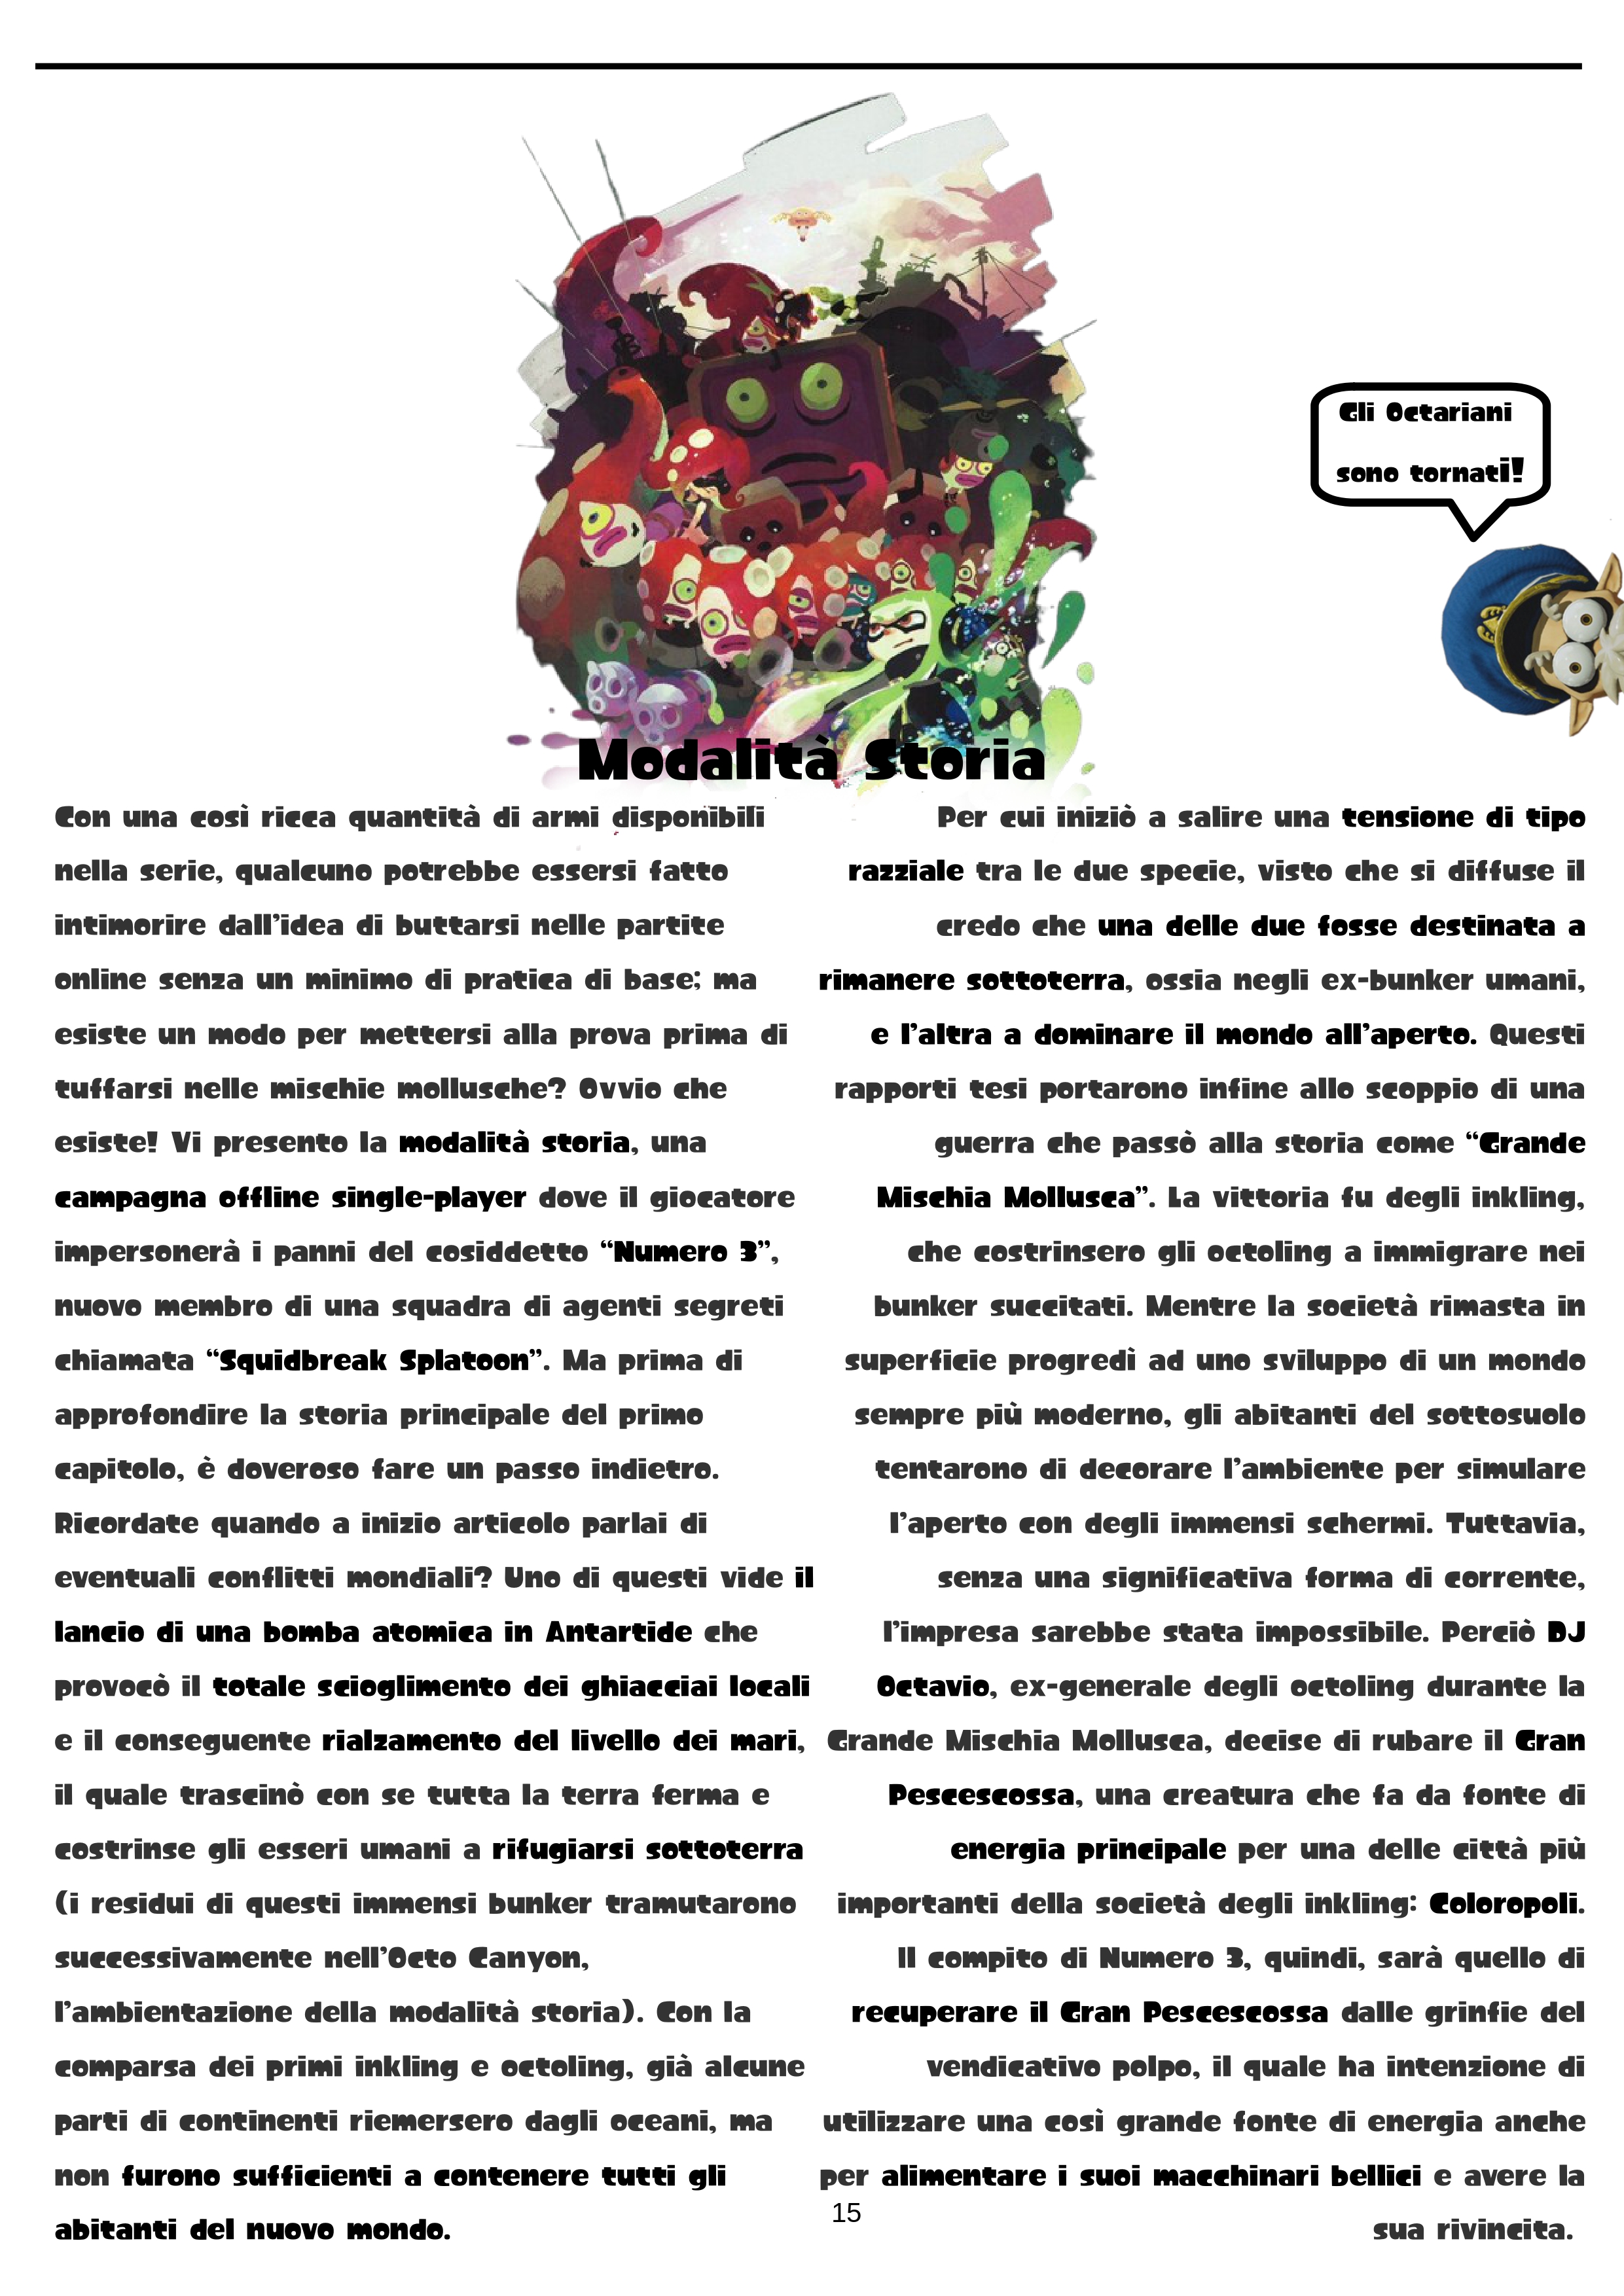 Gli Octariani
sono tornati!
Modalità Storia
Con una così ricca quantità di armi disponibili
nella serie, qualcuno potrebbe essersi fatto
intimorire dall’idea di buttarsi nelle partite
online senza un minimo di pratica di base; ma
esiste un modo per mettersi alla prova prima di
tuffarsi nelle mischie mollusche? Ovvio che
esiste! Vi presento la modalità storia, una
campagna offline single-player dove il giocatore
impersonerà i panni del cosiddetto “Numero 3”,
nuovo membro di una squadra di agenti segreti
chiamata “Squidbreak Splatoon”. Ma prima di
approfondire la storia principale del primo
capitolo, è doveroso fare un passo indietro.
Ricordate quando a inizio articolo parlai di
eventuali conflitti mondiali? Uno di questi vide il
lancio di una bomba atomica in Antartide che
provocò il totale scioglimento dei ghiacciai locali
e il conseguente rialzamento del livello dei mari,
il quale trascinò con se tutta la terra ferma e
costrinse gli esseri umani a rifugiarsi sottoterra
(i residui di questi immensi bunker tramutarono
successivamente nell’Octo Canyon,
l’ambientazione della modalità storia). Con la
comparsa dei primi inkling e octoling, già alcune
parti di continenti riemersero dagli oceani, ma
non furono sufficienti a contenere tutti gli
abitanti del nuovo mondo.
Per cui iniziò a salire una tensione di tipo
razziale tra le due specie, visto che si diffuse il
credo che una delle due fosse destinata a
rimanere sottoterra, ossia negli ex-bunker umani,
e l’altra a dominare il mondo all’aperto. Questi
rapporti tesi portarono infine allo scoppio di una
guerra che passò alla storia come “Grande
Mischia Mollusca”. La vittoria fu degli inkling,
che costrinsero gli octoling a immigrare nei
bunker succitati. Mentre la società rimasta in
superficie progredì ad uno sviluppo di un mondo
sempre più moderno, gli abitanti del sottosuolo
tentarono di decorare l’ambiente per simulare
l’aperto con degli immensi schermi. Tuttavia,
senza una significativa forma di corrente,
l’impresa sarebbe stata impossibile. Perciò DJ
Octavio, ex-generale degli octoling durante la
Grande Mischia Mollusca, decise di rubare il Gran
Pescescossa, una creatura che fa da fonte di
energia principale per una delle città più
importanti della società degli inkling: Coloropoli.
Il compito di Numero 3, quindi, sarà quello di
recuperare il Gran Pescescossa dalle grinfie del
vendicativo polpo, il quale ha intenzione di
utilizzare una così grande fonte di energia anche
per alimentare i suoi macchinari bellici e avere la
sua rivincita.
15